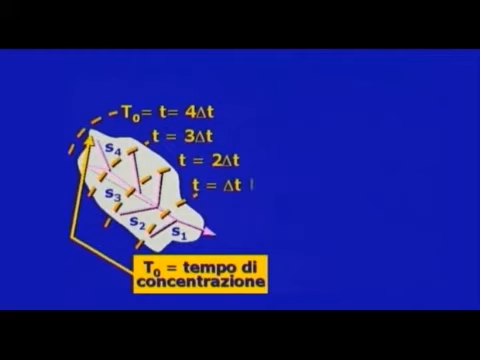 T₀= t= 4Δt
t = 3Δt
t = 2Δt
t = Δt
S₄
S₃
S₂
S₁
T₀ = tempo di
concentrazione